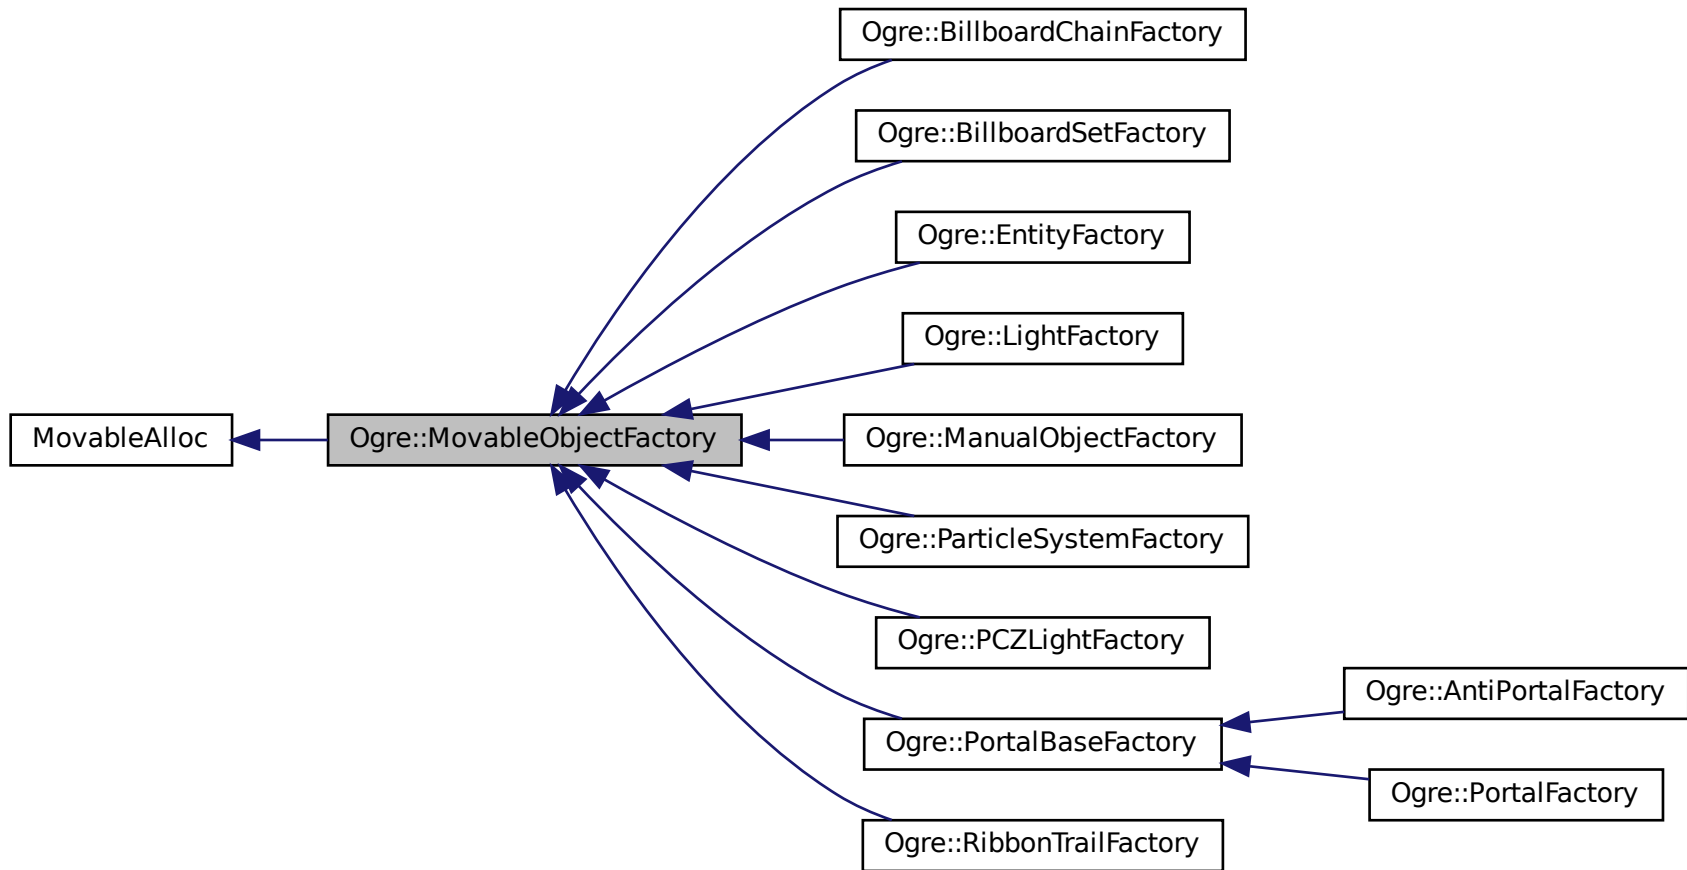 Ogre::BillboardChainFactory
Ogre::BillboardSetFactory
Ogre::EntityFactory
Ogre::LightFactory
MovableAlloc
Ogre::MovableObjectFactory
Ogre::ManualObjectFactory
Ogre::ParticleSystemFactory
Ogre::PCZLightFactory
Ogre::AntiPortalFactory
Ogre::PortalBaseFactory
Ogre::PortalFactory
Ogre::RibbonTrailFactory